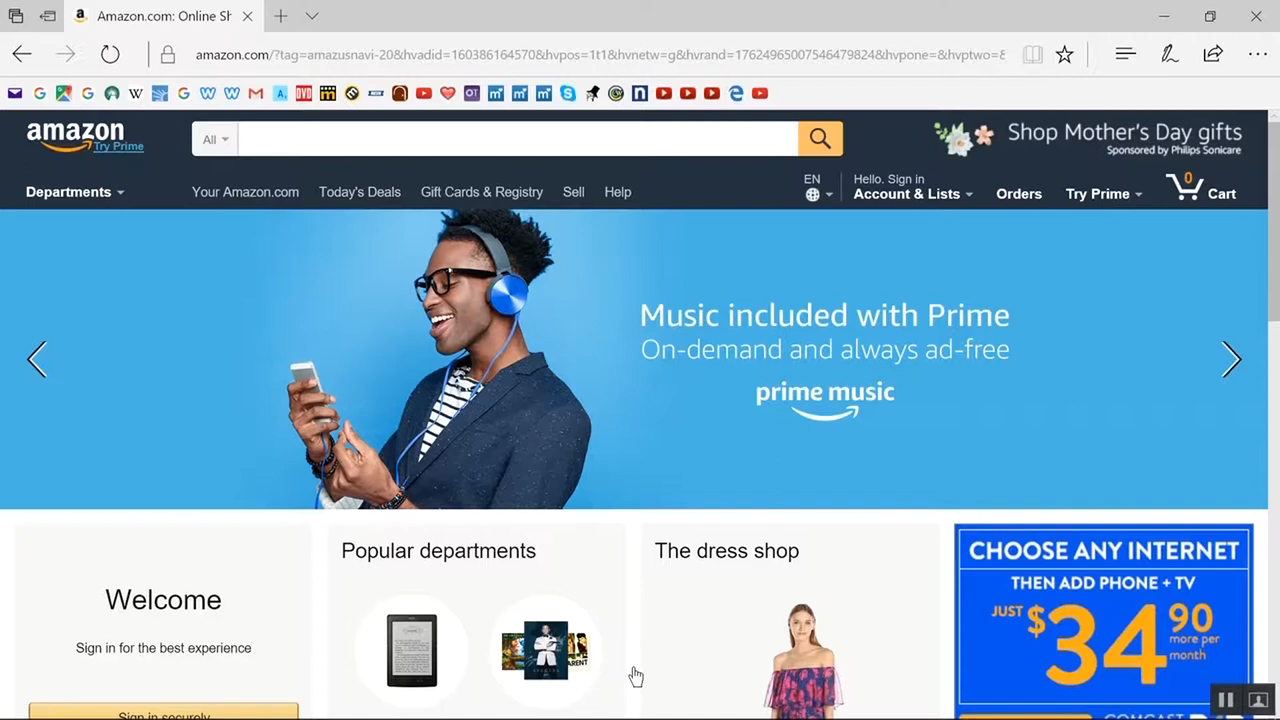 Amazon.com: Online Sh
amazon.com/?tag=amazusnavi-20&hvadid=160386164570&hvpos=1t1&hvnetw=g&hvrand=17624965007546479824&hvpone=&hvptwo=&
amazon
Try Prime
All
Shop Mother's Day gifts
Sponsored by Philips Sonicare
Departments
Your Amazon.com
Today's Deals
Gift Cards & Registry
Sell
Help
EN
Hello. Sign in
Account & Lists
Orders
Try Prime
0
Cart
Music included with Prime
On-demand and always ad-free
prime music
Welcome
Sign in for the best experience
Sign in securely
Popular departments
The dress shop
CHOOSE ANY INTERNET
THEN ADD PHONE + TV
JUST $34.90 more per month
COMCAST